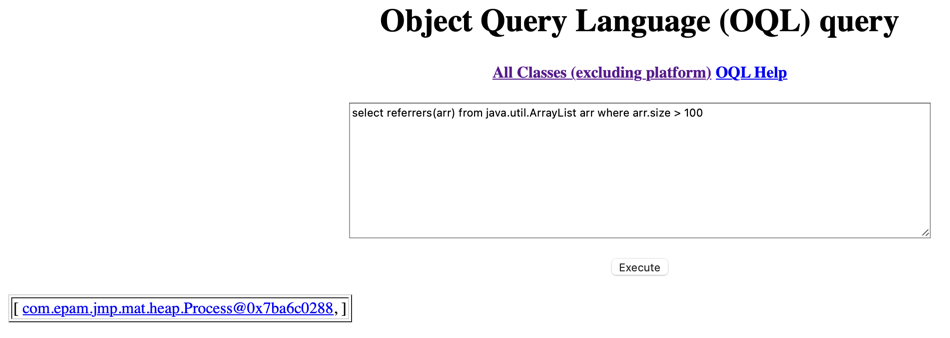 Object Query Language (OQL) query
All Classes (excluding platform) OQL Help
select referrers(arr) from java.util.ArrayList arr where arr.size > 100
Execute
[ com.epam.jmp.mat.heap.Process@0x7ba6c0288, ]